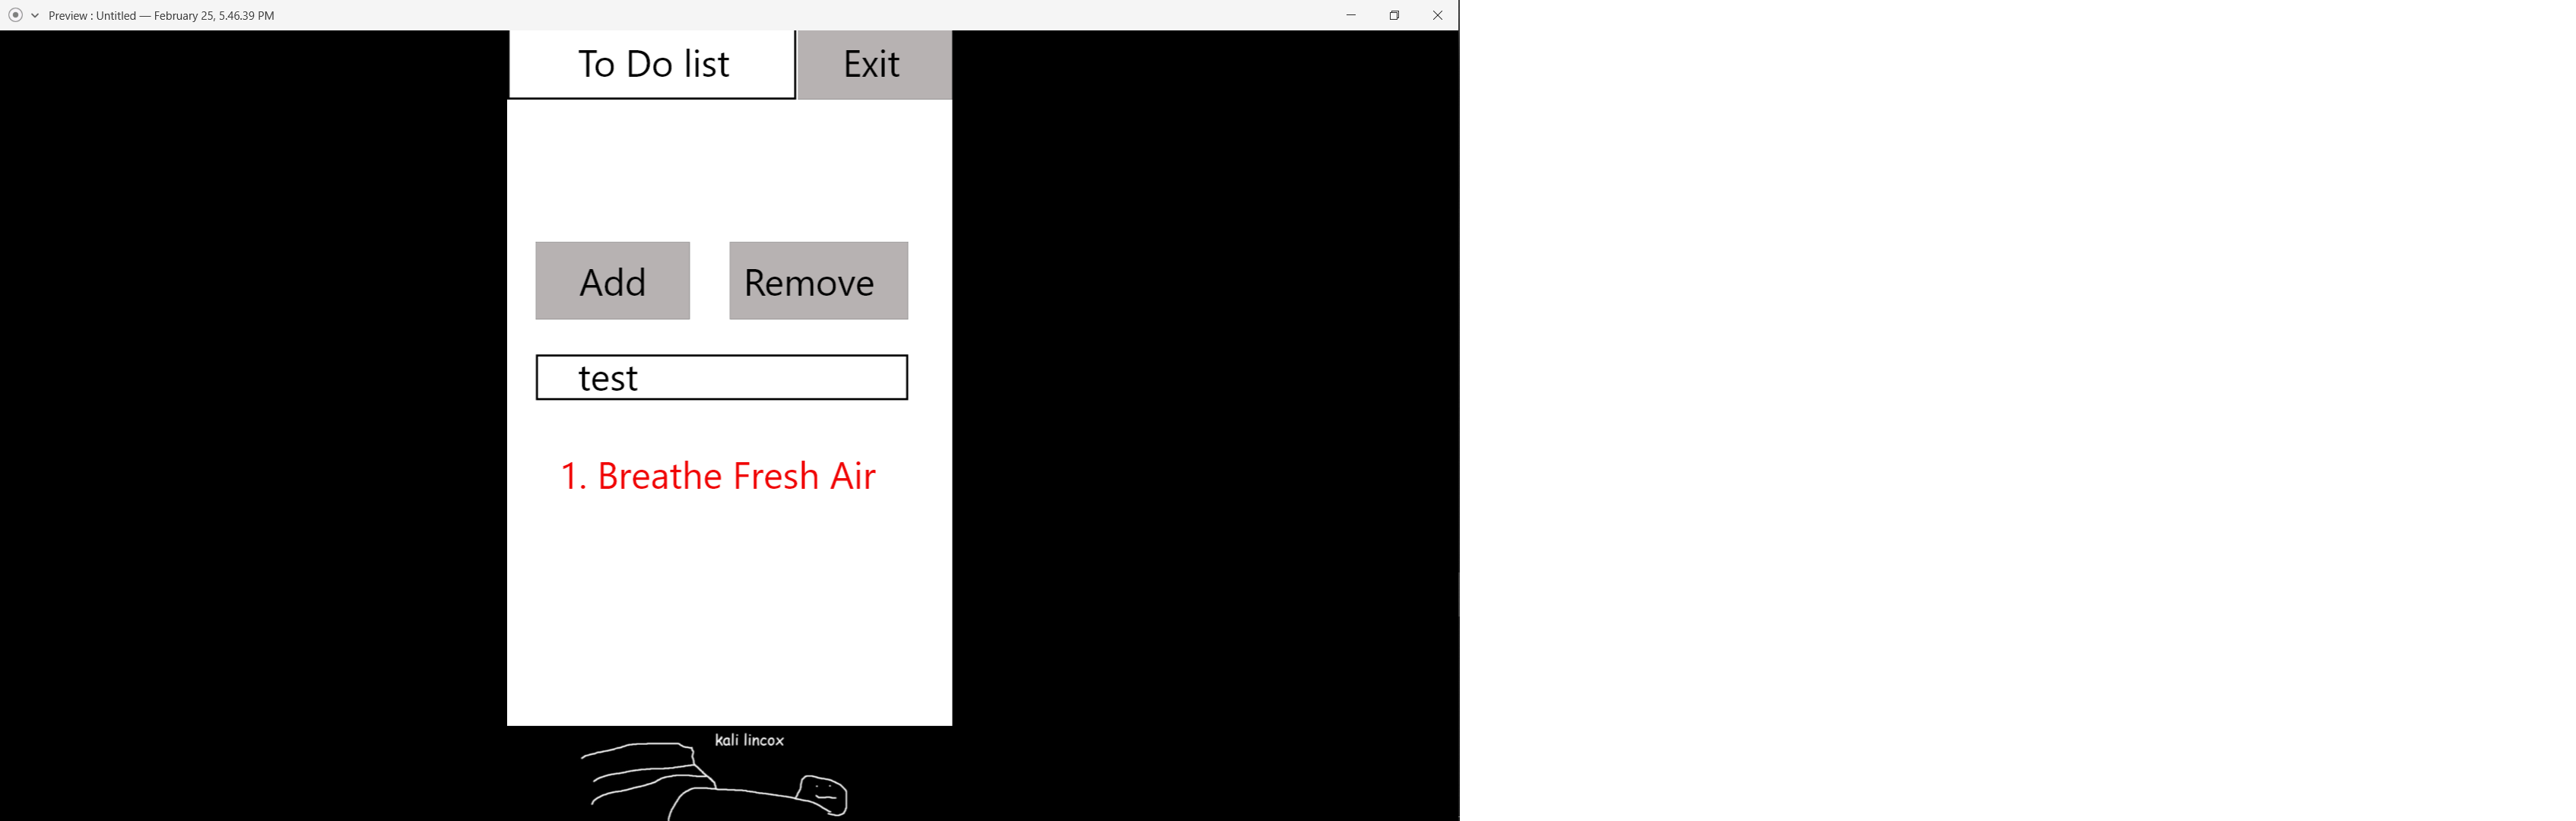 Preview : Untitled — February 25, 5.46.39 PM
To Do list Exit
Add Remove
test
1. Breathe Fresh Air
kali lincox